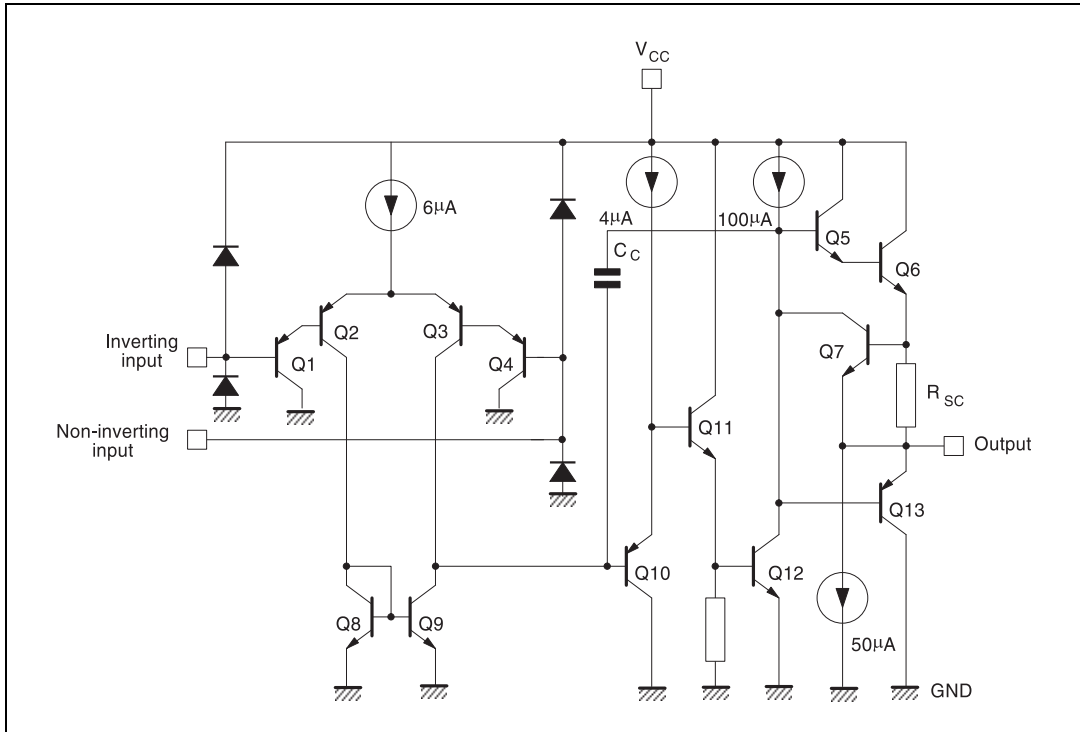 V CC
6μA
4μA
100μA
C C
Q5
Q6
Inverting
input
Q1
Q2
Q3
Q4
Q7
R SC
Non-inverting
input
Q11
Output
Q13
Q10
Q12
Q8
Q9
50μA
GND